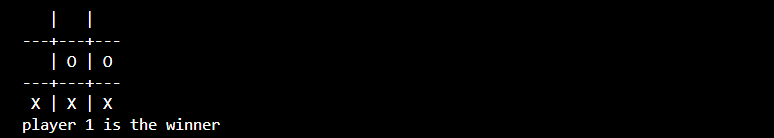 |   |
---+---+---
   | O | O
---+---+---
 X | X | X
player 1 is the winner